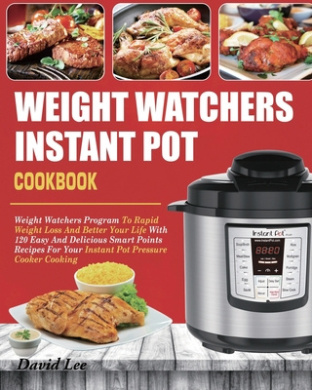 WEIGHT WATCHERS
INSTANT POT
COOKBOOK
Weight Watchers Program To Rapid
Weight Loss And Better Your Life With
120 Easy And Delicious Smart Points
Recipes For Your Instant Pot Pressure
Cooker Cooking
Instant Pot
David Lee